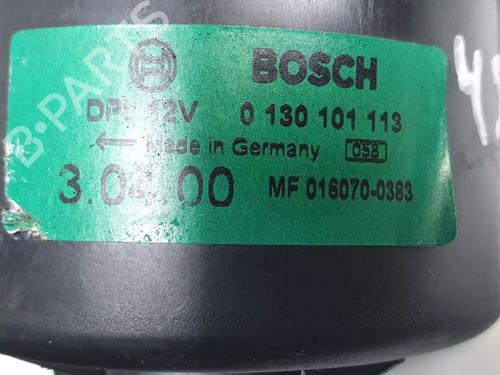 BOSCH
DPL 12V 0 130 101 113
Made in Germany 058
3.04.00 MF 016070-0383
B-PARTS